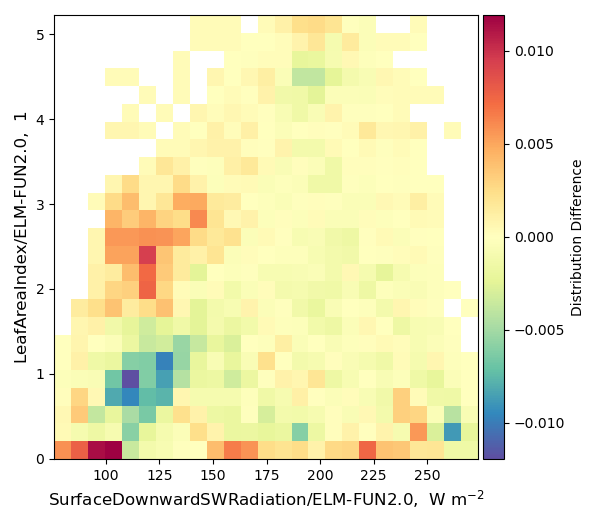 LeafAreaIndex/ELM-FUN2.0,  1
5
4
3
2
1
0
100 125 150 175 200 225 250
SurfaceDownwardSWRadiation/ELM-FUN2.0,  W m⁻²
0.010
0.005
0.000
−0.005
−0.010
Distribution Difference